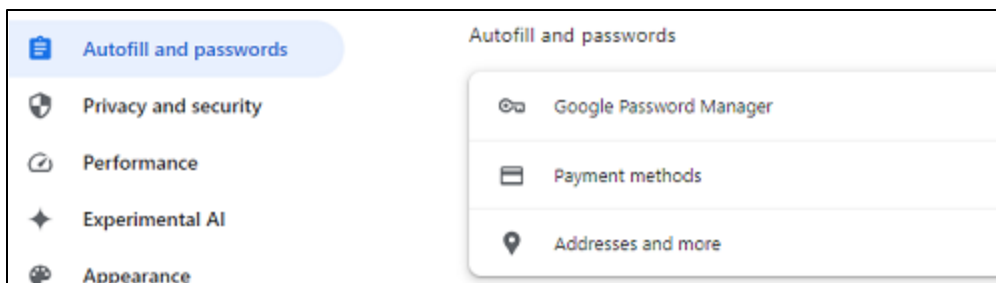 Autofill and passwords
Privacy and security
Performance
Experimental AI
Appearance
Autofill and passwords
Google Password Manager
Payment methods
Addresses and more